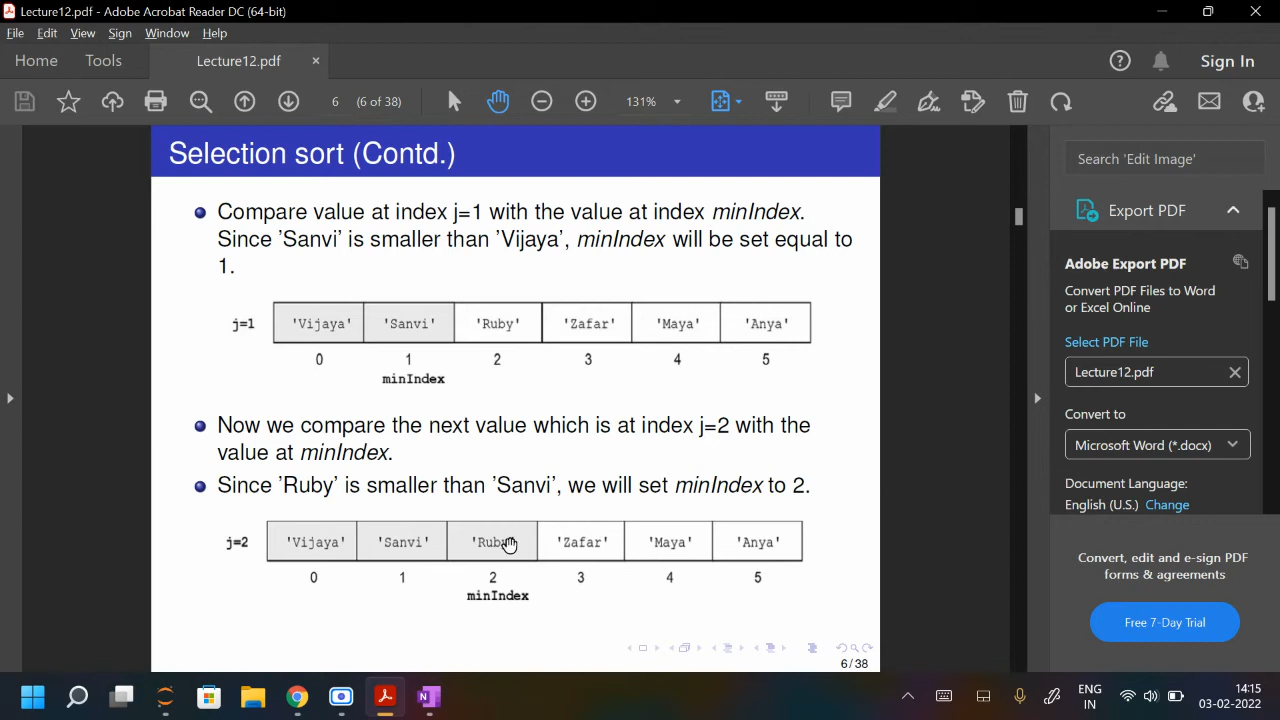 Lecture12.pdf - Adobe Acrobat Reader DC (64-bit)
File Edit View Sign Window Help
Home Tools Lecture12.pdf × Sign In
6 (6 of 38) 131%
Selection sort (Contd.)
Compare value at index j=1 with the value at index minIndex.
Since 'Sanvi' is smaller than 'Vijaya', minIndex will be set equal to
1.
j=1 'Vijaya' 'Sanvi' 'Ruby' 'Zafar' 'Maya' 'Anya'
0 1 2 3 4 5
minIndex
Now we compare the next value which is at index j=2 with the
value at minIndex.
Since 'Ruby' is smaller than 'Sanvi', we will set minIndex to 2.
j=2 'Vijaya' 'Sanvi' 'Ruby' 'Zafar' 'Maya' 'Anya'
0 1 2 3 4 5
minIndex
6 / 38
Search 'Edit Image'
Export PDF
Adobe Export PDF
Convert PDF Files to Word
or Excel Online
Select PDF File
Lecture12.pdf
Convert to
Microsoft Word (*.docx)
Document Language:
English (U.S.) Change
Convert, edit and e-sign PDF
forms & agreements
Free 7-Day Trial
ENG
IN
14:15
03-02-2022